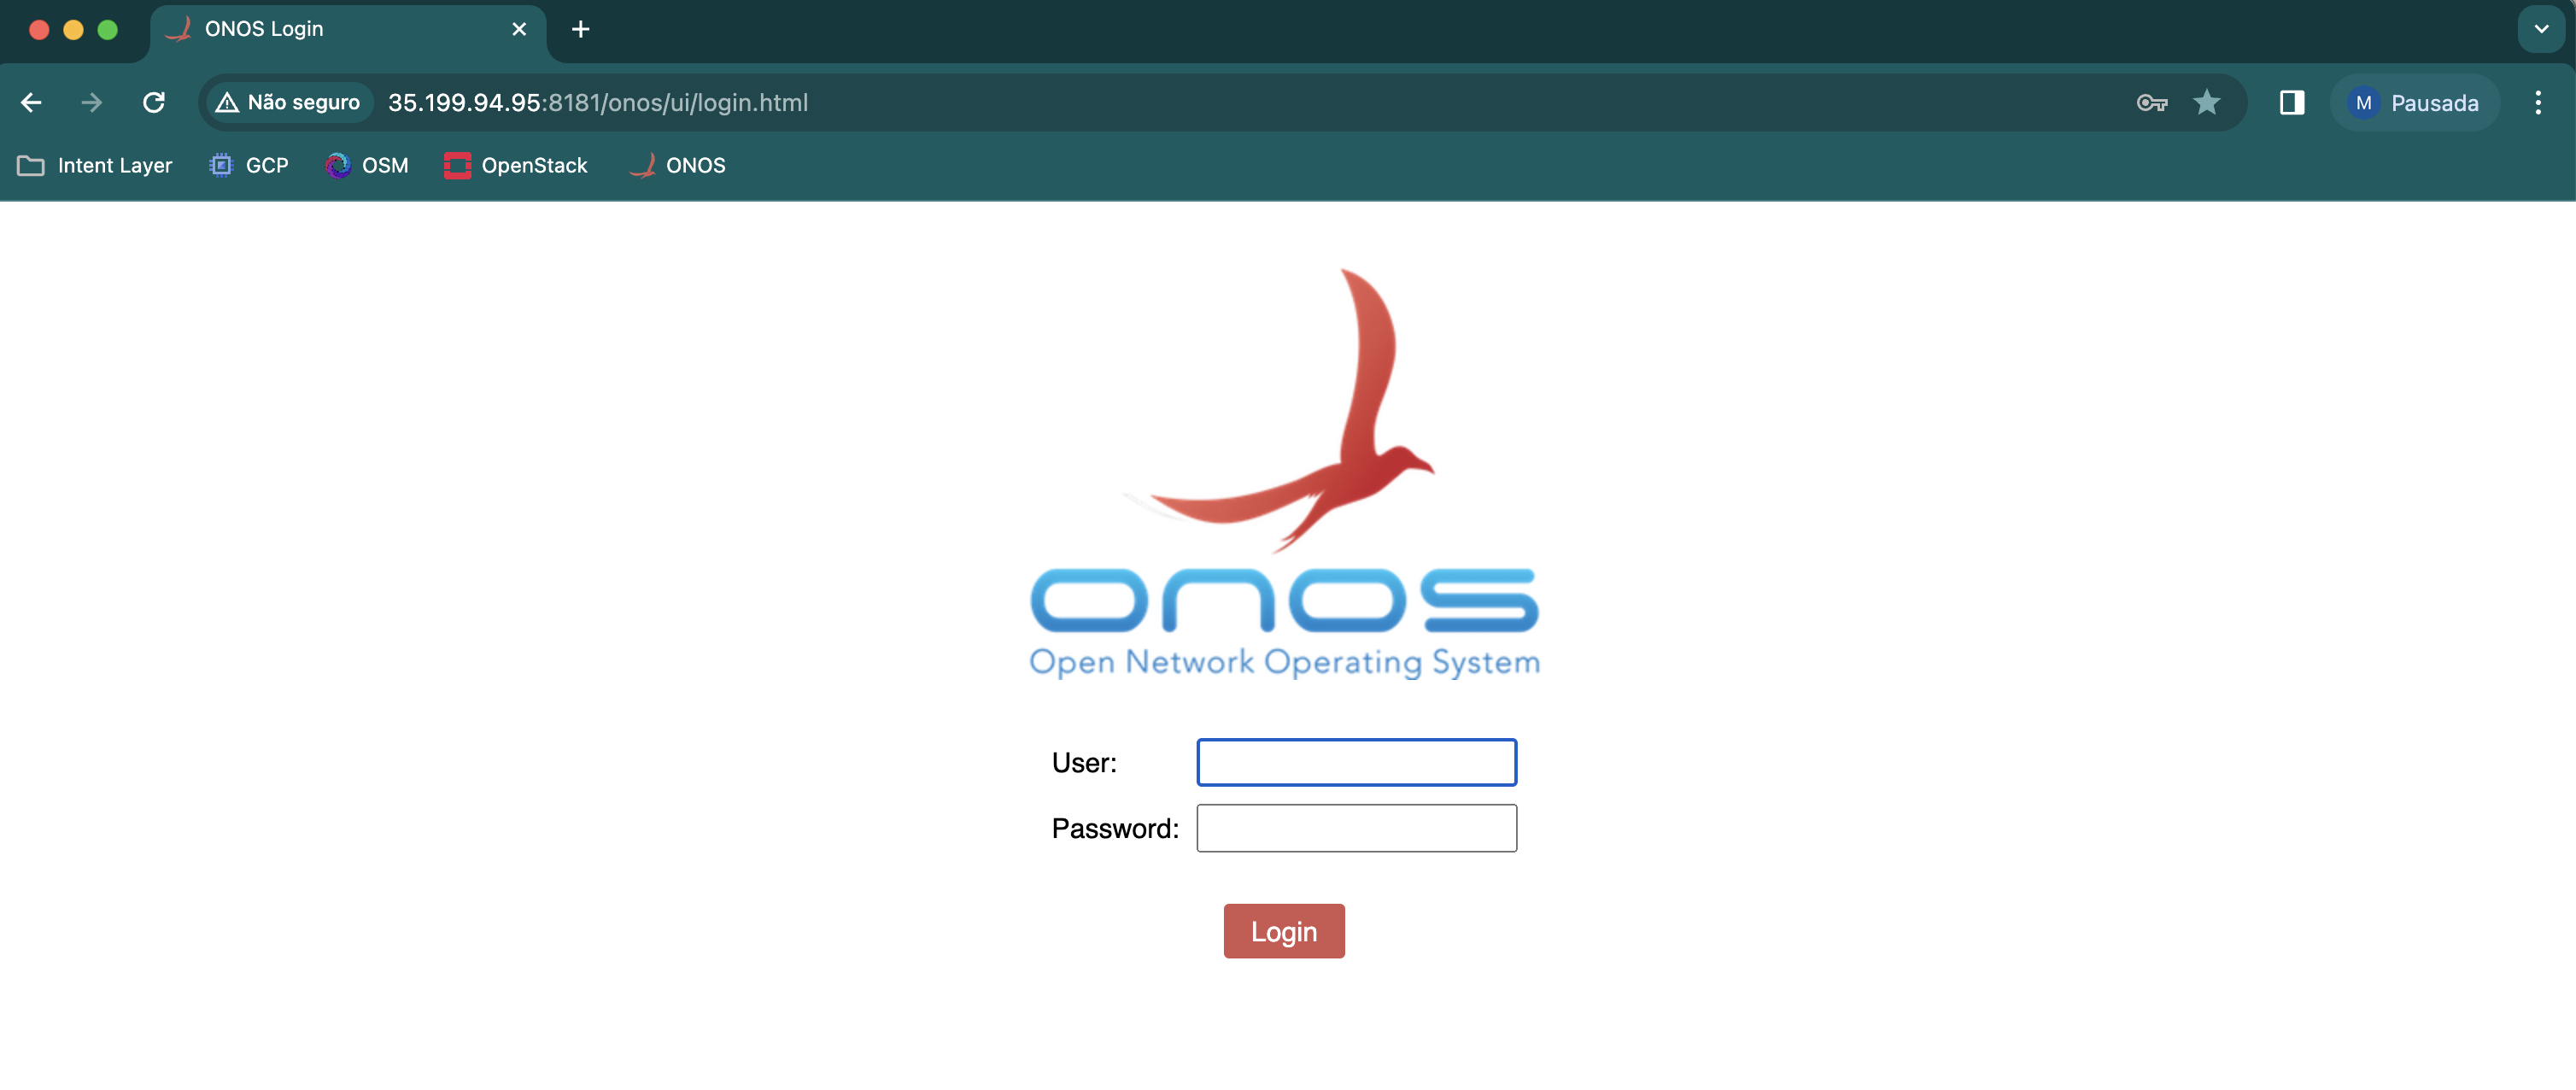 ONOS Login
Não seguro 35.199.94.95:8181/onos/ui/login.html M Pausada
Intent Layer GCP OSM OpenStack ONOS
onos
Open Network Operating System
User:
Password:
Login